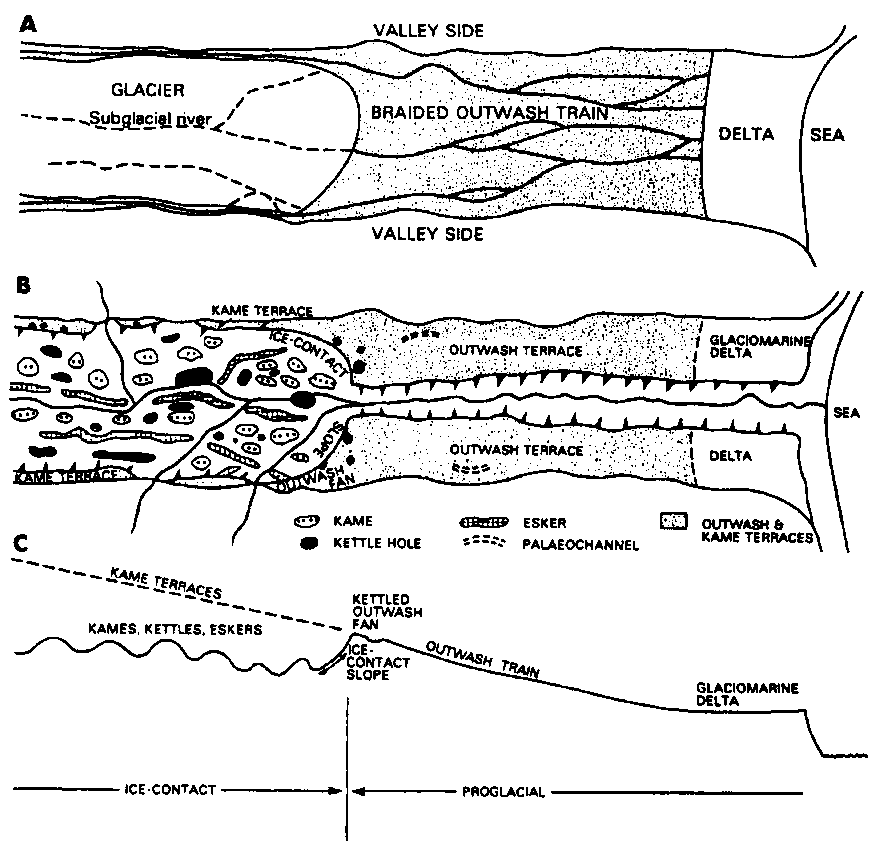 A
VALLEY SIDE
GLACIER
Subglacial river
BRAIDED OUTWASH TRAIN
DELTA
SEA
VALLEY SIDE
B
KAME TERRACE
ICE-CONTACT
SLOPE
OUTWASH TERRACE
GLACIOMARINE
DELTA
SEA
OUTWASH TERRACE
DELTA
KAME TERRACE
OUTWASH
FAN
KAME
ESKER
OUTWASH &
KAME TERRACES
KETTLE HOLE
PALAEOCHANNEL
C
KAME TERRACES
KAMES, KETTLES, ESKERS
KETTLED
OUTWASH
FAN
ICE-
CONTACT
SLOPE
OUTWASH TRAIN
GLACIOMARINE
DELTA
ICE-CONTACT
PROGLACIAL